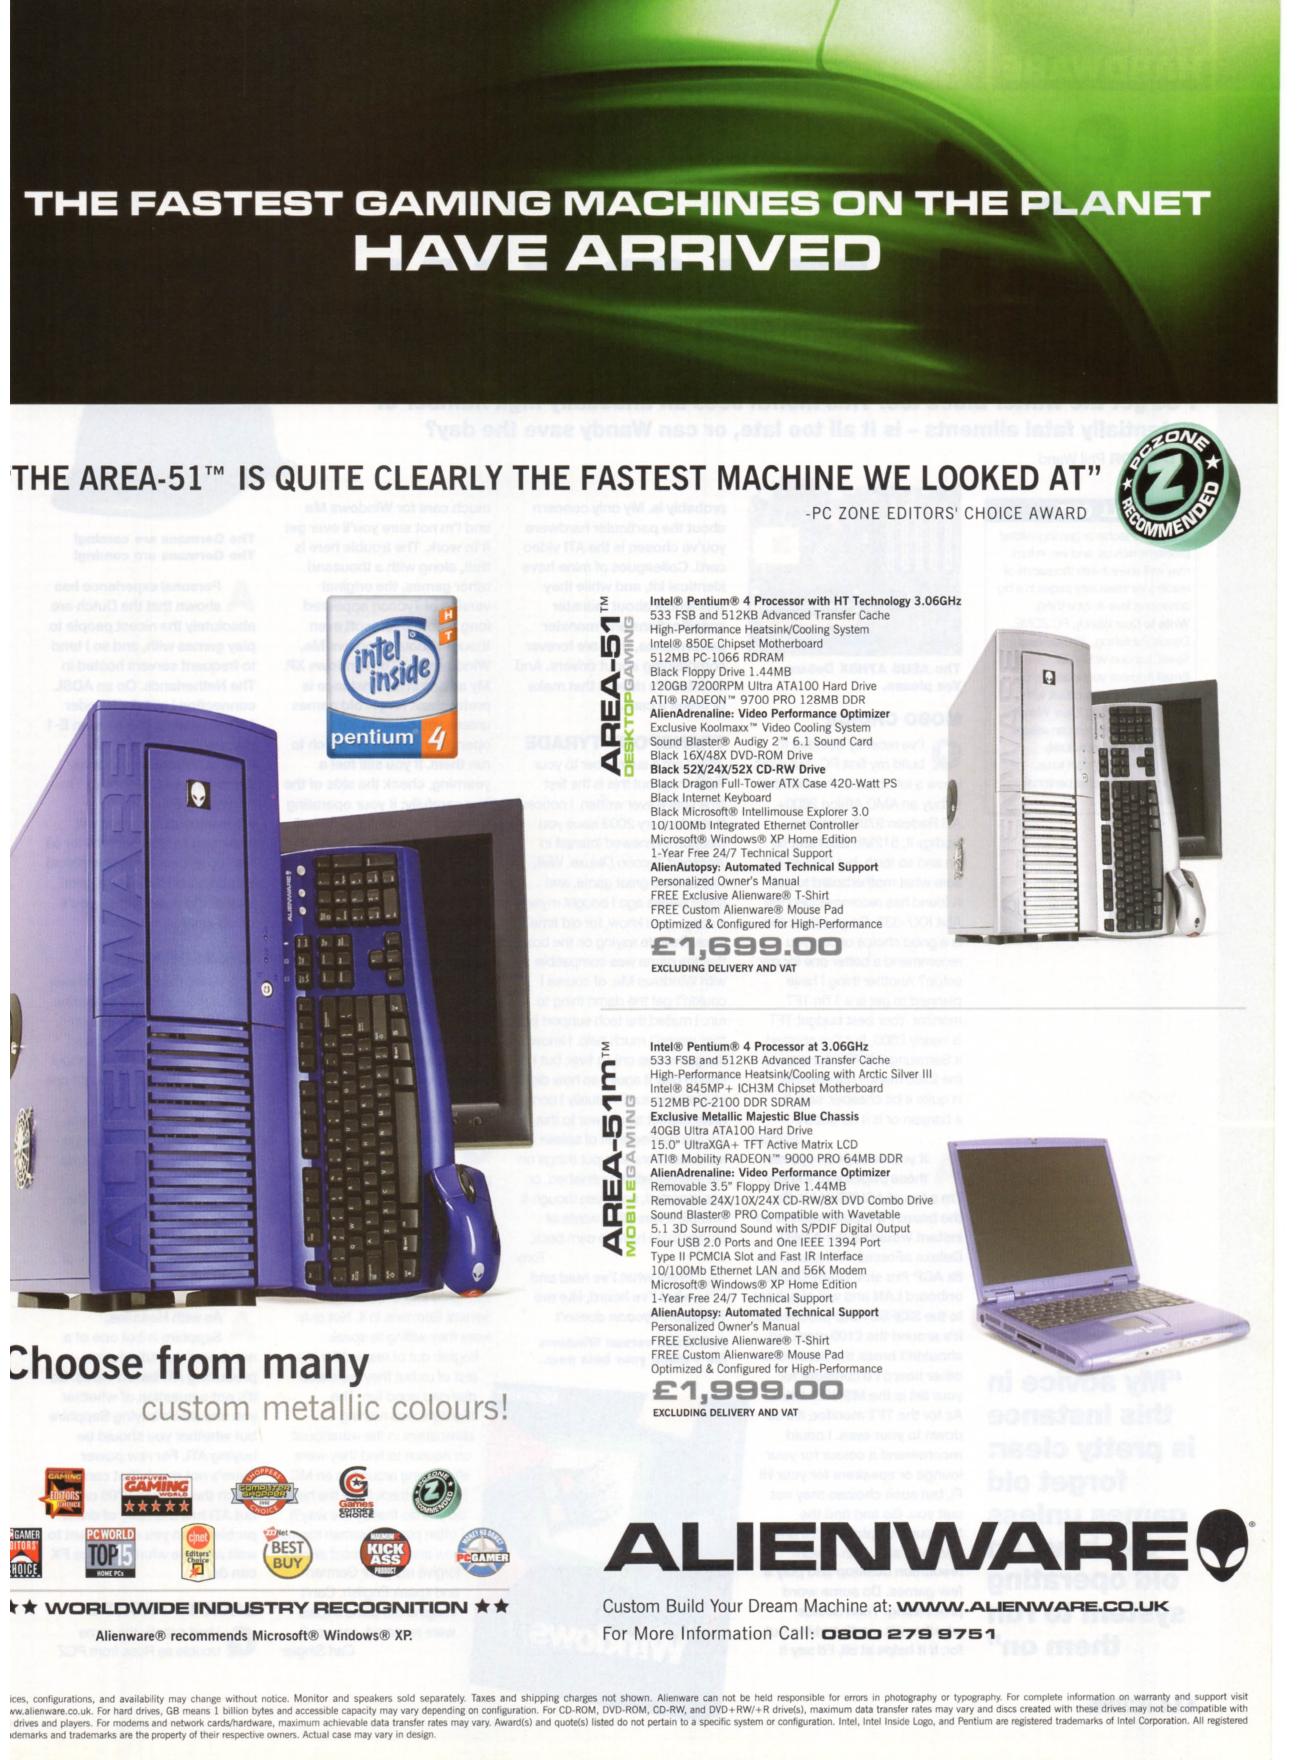 THE FASTEST GAMING MACHINES ON THE PLANET
HAVE ARRIVED
THE AREA-51™ IS QUITE CLEARLY THE FASTEST MACHINE WE LOOKED AT”
-PC ZONE EDITORS' CHOICE AWARD
PCZONE
Z
RECOMMENDED
intel
inside
HT
pentium® 4
ALIENWARE
Choose from many
custom metallic colours!
AREA-51™
DESKTOPGAMING
Intel® Pentium® 4 Processor with HT Technology 3.06GHz
533 FSB and 512KB Advanced Transfer Cache
High-Performance Heatsink/Cooling System
Intel® 850E Chipset Motherboard
512MB PC-1066 RDRAM
Black Floppy Drive 1.44MB
120GB 7200RPM Ultra ATA100 Hard Drive
ATI® RADEON™ 9700 PRO 128MB DDR
AlienAdrenaline: Video Performance Optimizer
Exclusive Koolmaxx™ Video Cooling System
Sound Blaster® Audigy 2™ 6.1 Sound Card
Black 16X/48X DVD-ROM Drive
Black 52X/24X/52X CD-RW Drive
Black Dragon Full-Tower ATX Case 420-Watt PS
Black Internet Keyboard
Black Microsoft® Intellimouse Explorer 3.0
10/100Mb Integrated Ethernet Controller
Microsoft® Windows® XP Home Edition
1-Year Free 24/7 Technical Support
AlienAutopsy: Automated Technical Support
Personalized Owner's Manual
FREE Exclusive Alienware® T-Shirt
FREE Custom Alienware® Mouse Pad
Optimized & Configured for High-Performance
£1,699.00
EXCLUDING DELIVERY AND VAT
AREA-51m™
MOBILEGAMING
Intel® Pentium® 4 Processor at 3.06GHz
533 FSB and 512KB Advanced Transfer Cache
High-Performance Heatsink/Cooling with Arctic Silver III
Intel® 845MP+ ICH3M Chipset Motherboard
512MB PC-2100 DDR SDRAM
Exclusive Metallic Majestic Blue Chassis
40GB Ultra ATA100 Hard Drive
15.0" UltraXGA+ TFT Active Matrix LCD
ATI® Mobility RADEON™ 9000 PRO 64MB DDR
AlienAdrenaline: Video Performance Optimizer
Removable 3.5" Floppy Drive 1.44MB
Removable 24X/10X/24X CD-RW/8X DVD Combo Drive
Sound Blaster® PRO Compatible with Wavetable
5.1 3D Surround Sound with S/PDIF Digital Output
Four USB 2.0 Ports and One IEEE 1394 Port
Type II PCMCIA Slot and Fast IR Interface
10/100Mb Ethernet LAN and 56K Modem
Microsoft® Windows® XP Home Edition
1-Year Free 24/7 Technical Support
AlienAutopsy: Automated Technical Support
Personalized Owner's Manual
FREE Exclusive Alienware® T-Shirt
FREE Custom Alienware® Mouse Pad
Optimized & Configured for High-Performance
£1,999.00
EXCLUDING DELIVERY AND VAT
GAMING
EDITORS' CHOICE
COMPUTER
GAMING
WORLD
SHOPPERS
COMPUTER SHOPPER
CHOICE
Computer
Games
EDITORS' CHOICE
PCZONE
Z
RECOMMENDED
GAMER
PC WORLD
TOP 15
HOME PCs
c|net
Editors' Choice
ZDNet
BEST
BUY
MAXIMUM PC
KICK
ASS
PRODUCT
PC GAMER
★★ WORLDWIDE INDUSTRY RECOGNITION ★★
Alienware® recommends Microsoft® Windows® XP.
ALIENWARE®
Custom Build Your Dream Machine at: WWW.ALIENWARE.CO.UK
For More Information Call: 0800 279 9751
configurations, and availability may change without notice. Monitor and speakers sold separately. Taxes and shipping charges not shown. Alienware can not be held responsible for errors in photography or typography. For complete information on warranty and support visit
www.alienware.co.uk. For hard drives, GB means 1 billion bytes and accessible capacity may vary depending on configuration. For CD-ROM, DVD-ROM, CD-RW, and DVD+RW/+R drive(s), maximum data transfer rates may vary and discs created with these drives may not be compatible with
drives and players. For modems and network cards/hardware, maximum achievable data transfer rates may vary. Award(s) and quote(s) listed do not pertain to a specific system or configuration. Intel, Intel Inside Logo, and Pentium are registered trademarks of Intel Corporation. All registered
and trademarks are the property of their respective owners. Actual case may vary in design.